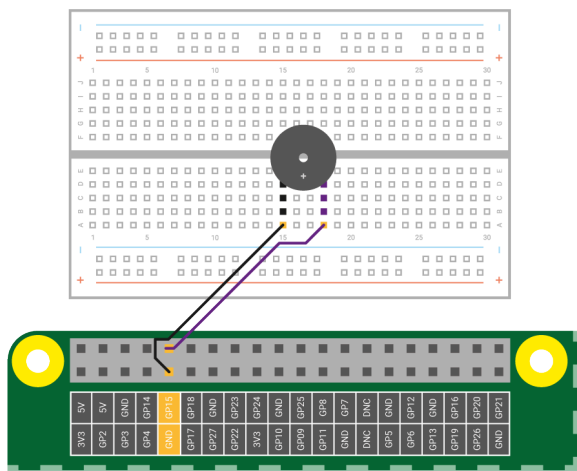 − −
+ +
1 5 10 15 20 25 30
J J
I I
H H
G G
F F
+
E E
D D
C C
B B
A A
1 5 10 15 20 25 30
− −
+ +
5V 5V GND GP14 GP15 GP18 GND GP23 GP24 GND GP25 GP8 GP7 DNC GND GP12 GND GP16 GP20 GP21
3V3 GP2 GP3 GP4 GND GP17 GP27 GP22 3V3 GP10 GP09 GP11 GND DNC GP5 GP6 GP13 GP19 GP26 GND